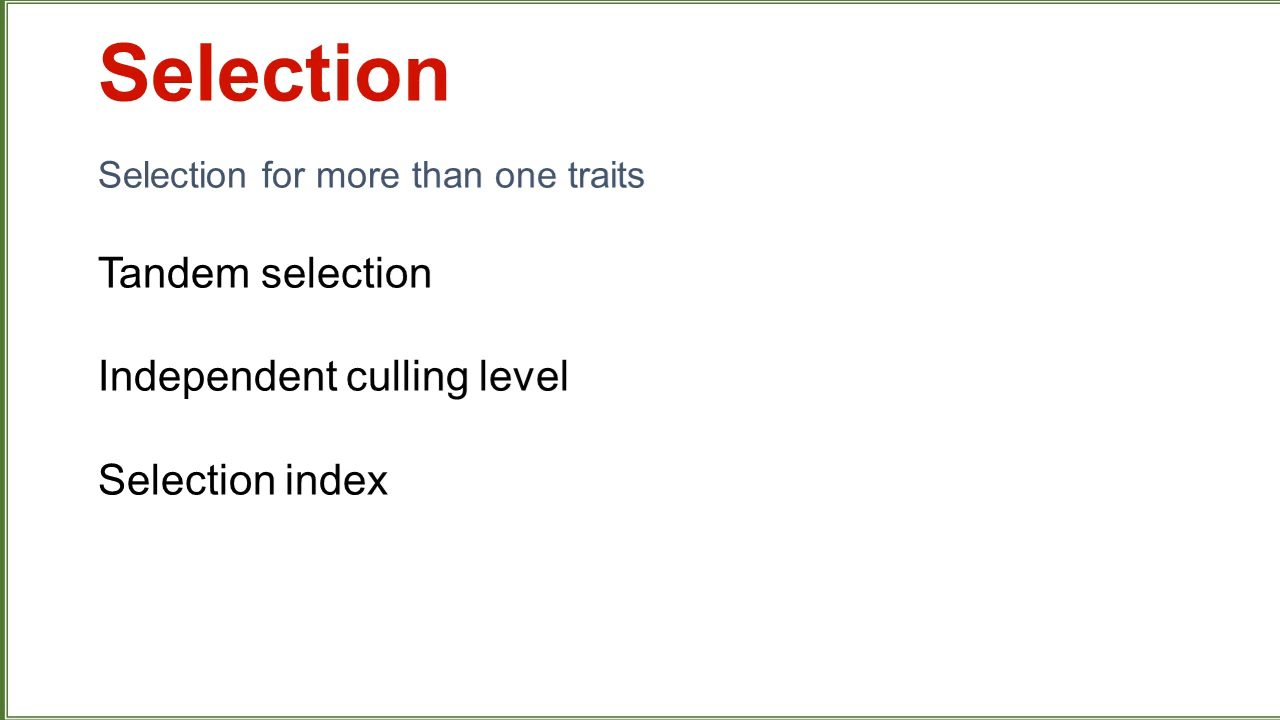 Selection
Selection for more than one traits
Tandem selection
Independent culling level
Selection index